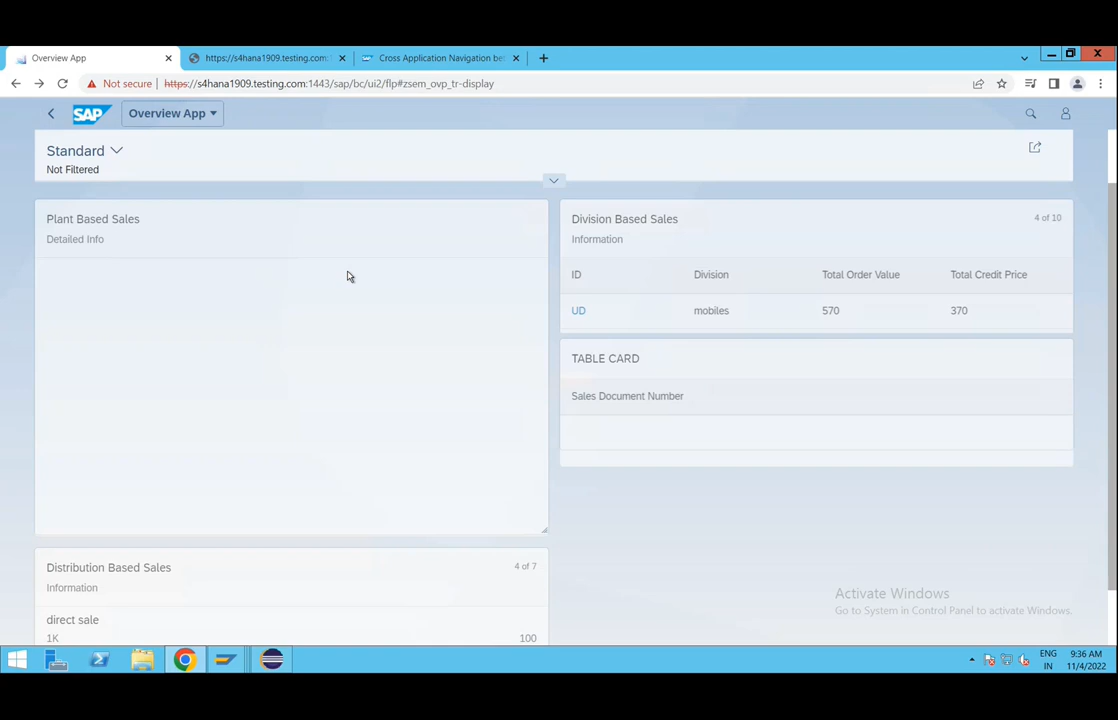 Overview App
https://s4hana1909.testing.com:
Cross Application Navigation be
Not secure
https://s4hana1909.testing.com:1443/sap/bc/ui2/flp#zsem_ovp_tr-display
SAP
Overview App
Standard
Not Filtered
Plant Based Sales
Detailed Info
Division Based Sales
4 of 10
Information
ID
Division
Total Order Value
Total Credit Price
UD
mobiles
570
370
TABLE CARD
Sales Document Number
Distribution Based Sales
4 of 7
Information
direct sale
1K
100
Activate Windows
Go to System in Control Panel to activate Windows.
ENG
IN
9:36 AM
11/4/2022